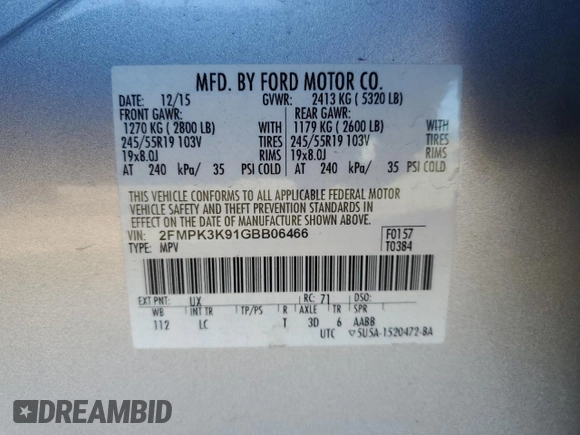 MFD. BY FORD MOTOR CO.
DATE: 12/15 GVWR: 2413 KG ( 5320 LB)
FRONT GAWR: REAR GAWR:
1270 KG ( 2800 LB) WITH 1179 KG ( 2600 LB) WITH
245/55R19 103V TIRES 245/55R19 103V TIRES
19x8.0J RIMS 19x8.0J RIMS
AT 240 kPa/ 35 PSI COLD AT 240 kPa/ 35 PSI COLD
THIS VEHICLE CONFORMS TO ALL APPLICABLE FEDERAL MOTOR
VEHICLE SAFETY AND THEFT PREVENTION STANDARDS IN
EFFECT ON THE DATE OF MANUFACTURE SHOWN ABOVE.
VIN: 2FMPK3K91GBB06466 F0157
TYPE: MPV T0384
EXT PNT: UX RC: 71 DSO:
WB INT TR TP/PS R AXLE TR SPR
112 LC T 3D 6 AABB
UTC ▽5U5A-1520472-BA
DREAMBID